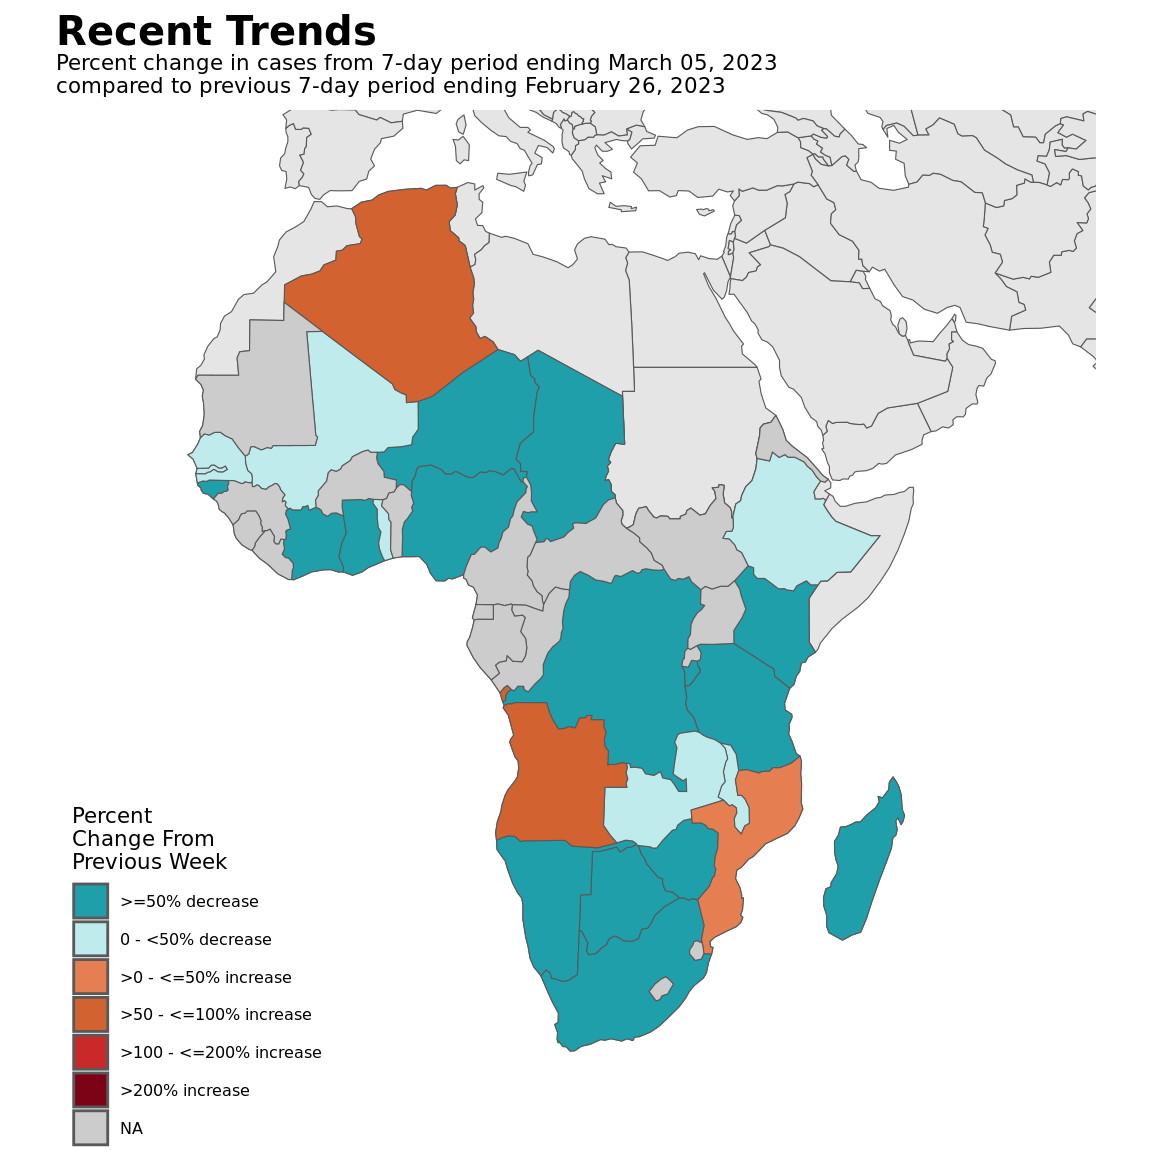 Recent Trends
Percent change in cases from 7-day period ending March 05, 2023
compared to previous 7-day period ending February 26, 2023
Percent
Change From
Previous Week
>=50% decrease
0 - <50% decrease
>0 - <=50% increase
>50 - <=100% increase
>100 - <=200% increase
>200% increase
NA